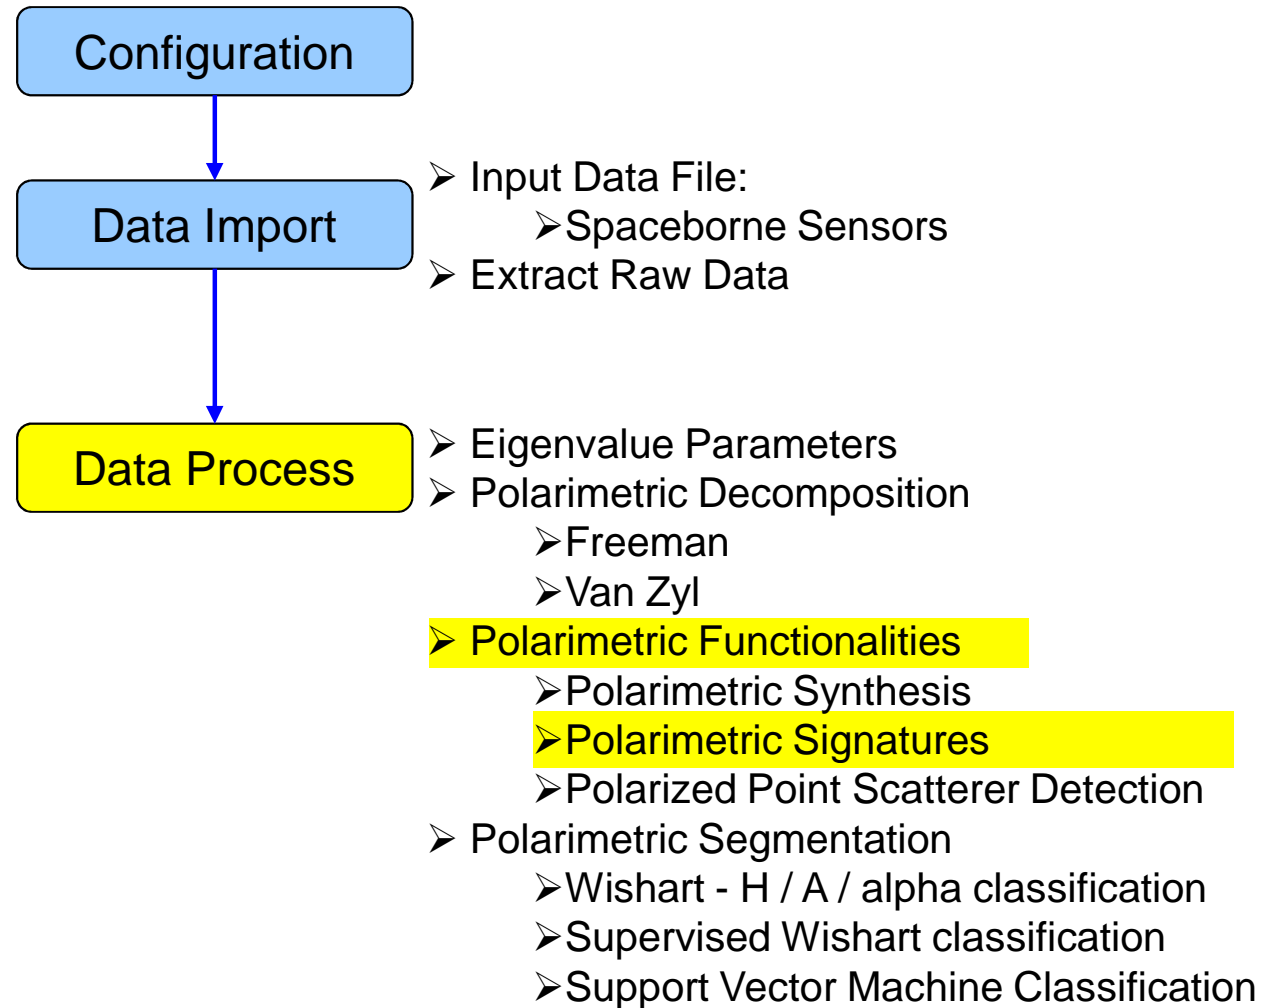 Configuration
Data Import
➢ Input Data File:
➢Spaceborne Sensors
➢ Extract Raw Data
Data Process
➢ Eigenvalue Parameters
➢ Polarimetric Decomposition
➢Freeman
➢Van Zyl
➢ Polarimetric Functionalities
➢Polarimetric Synthesis
➢Polarimetric Signatures
➢Polarized Point Scatterer Detection
➢ Polarimetric Segmentation
➢Wishart - H / A / alpha classification
➢Supervised Wishart classification
➢Support Vector Machine Classification